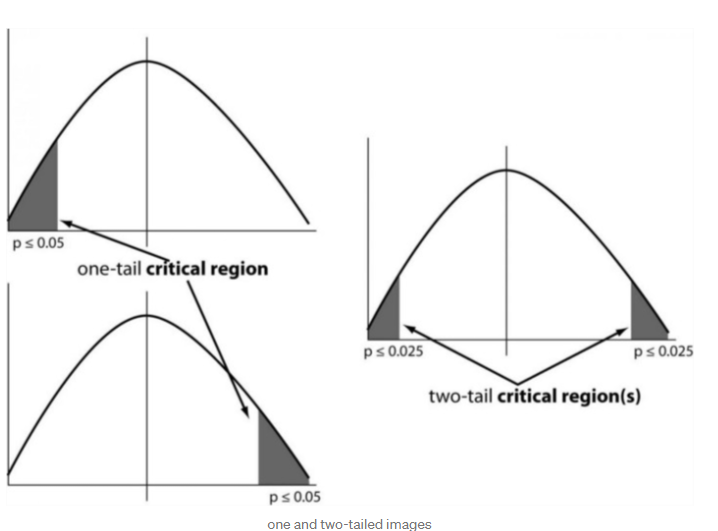 p ≤ 0.05
one-tail critical region
p ≤ 0.05
p ≤ 0.025
p ≤ 0.025
two-tail critical region(s)
one and two-tailed images